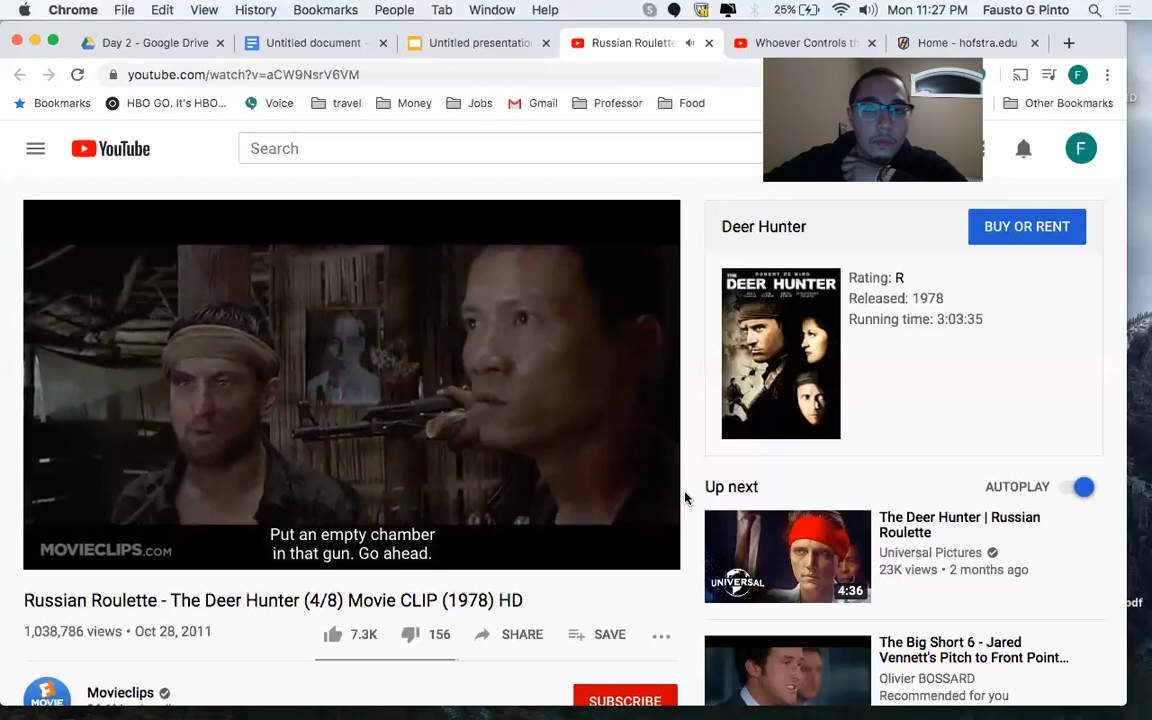 Chrome File Edit View History Bookmarks People Tab Window Help 25% Mon 11:27 PM Fausto G Pinto
Day 2 - Google Drive Untitled document - Untitled presentatio Russian Roulette Whoever Controls th Home - hofstra.edu
youtube.com/watch?v=aCW9NsrV6VM F
Bookmarks HBO GO. It's HBO... Voice travel Money Jobs Gmail Professor Food Other Bookmarks
YouTube Search F
Deer Hunter BUY OR RENT
ROBERT DE NIRO
THE DEER HUNTER
Rating: R
Released: 1978
Running time: 3:03:35
Put an empty chamber
in that gun. Go ahead.
MOVIECLIPS.COM
Up next AUTOPLAY
The Deer Hunter | Russian
Roulette
Universal Pictures
23K views • 2 months ago
UNIVERSAL
4:36
Russian Roulette - The Deer Hunter (4/8) Movie CLIP (1978) HD
1,038,786 views • Oct 28, 2011
7.3K 156 SHARE SAVE
The Big Short 6 - Jared
Vennett's Pitch to Front Point...
Olivier BOSSARD
Recommended for you
Movieclips
MOVIE
SUBSCRIBE
pdf